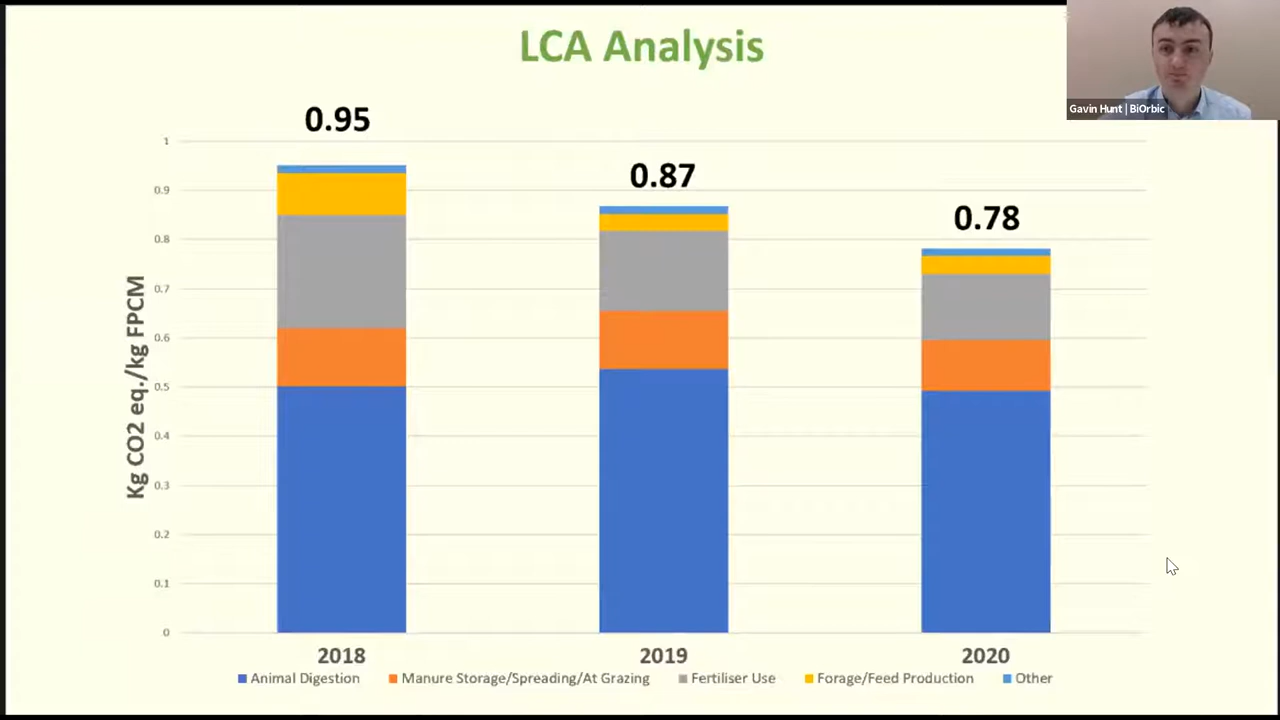 LCA Analysis
Gavin Hunt | BiOrbic
0.95
0.87
0.78
Kg CO2 eq./kg FPCM
1
0.9
0.8
0.7
0.6
0.5
0.4
0.3
0.2
0.1
0
2018
2019
2020
Animal Digestion
Manure Storage/Spreading/At Grazing
Fertiliser Use
Forage/Feed Production
Other